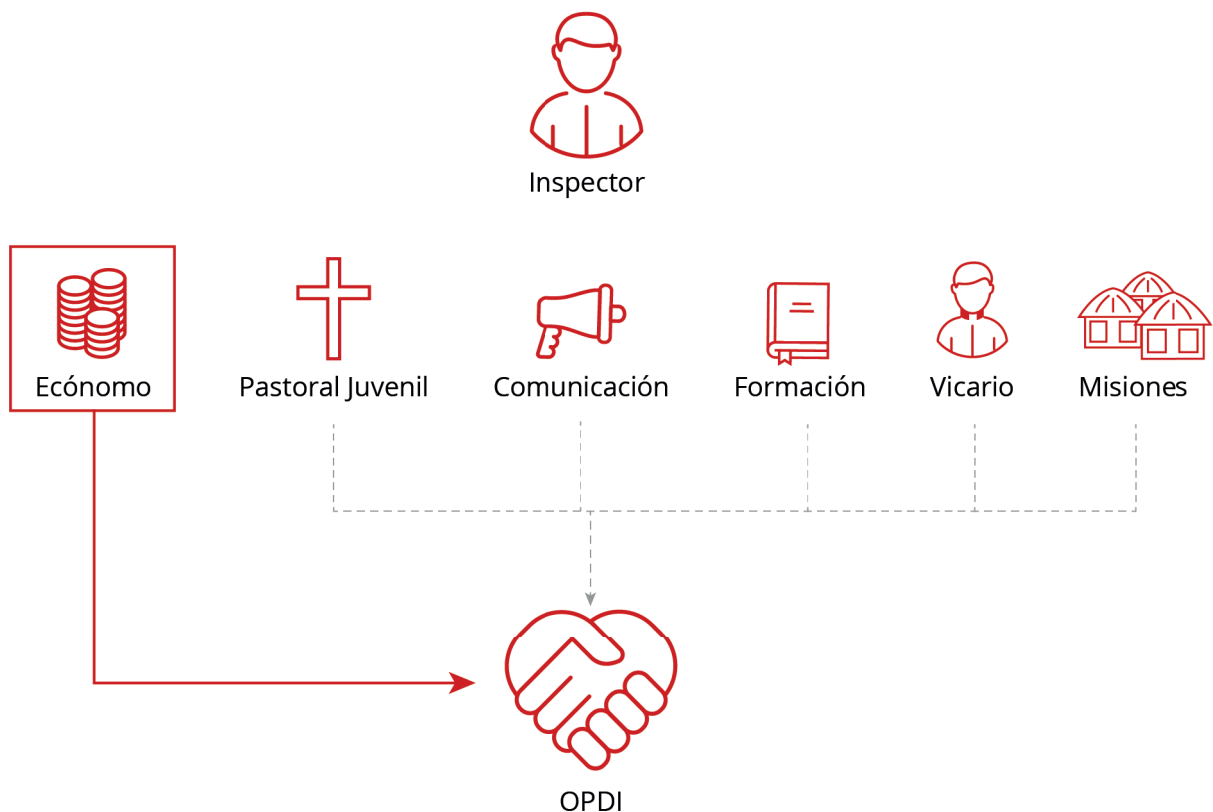 Inspector
Ecónomo
Pastoral Juvenil
Comunicación
Formación
Vicario
Misiones
OPDI